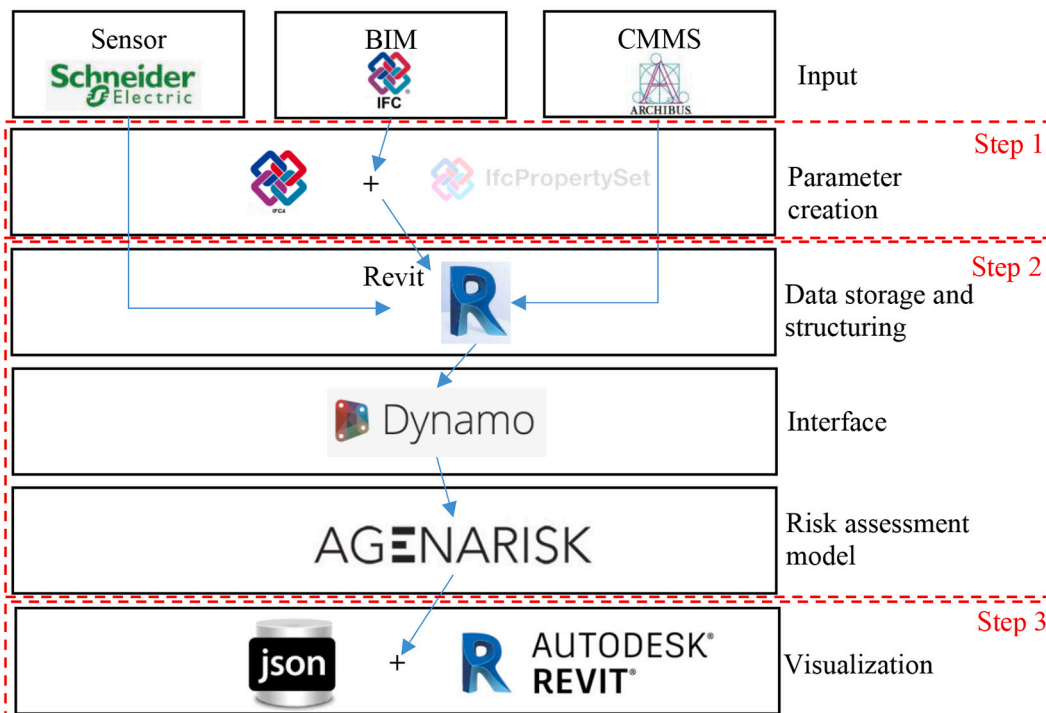 Sensor
BIM
CMMS
Schneider
Electric
IFC
®
ARCHIBUS.
Input
Step 1
IFC4
+
IfcPropertySet
Parameter
creation
Step 2
Revit
R
Data storage and
structuring
Dynamo
Interface
AGENARISK
Risk assessment
model
Step 3
json
+
R
AUTODESK®
REVIT®
Visualization